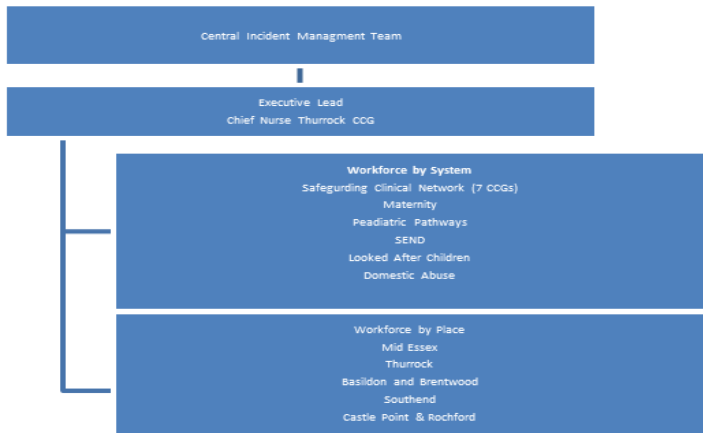 Central Incident Managment Team
Executive Lead
Chief Nurse Thurrock CCG
Workforce by System
Safegurding Clinical Network (7 CCGs)
Maternity
Peadiatric Pathways
SEND
Looked After Children
Domestic Abuse
Workforce by Place
Mid Essex
Thurrock
Basildon and Brentwood
Southend
Castle Point & Rochford